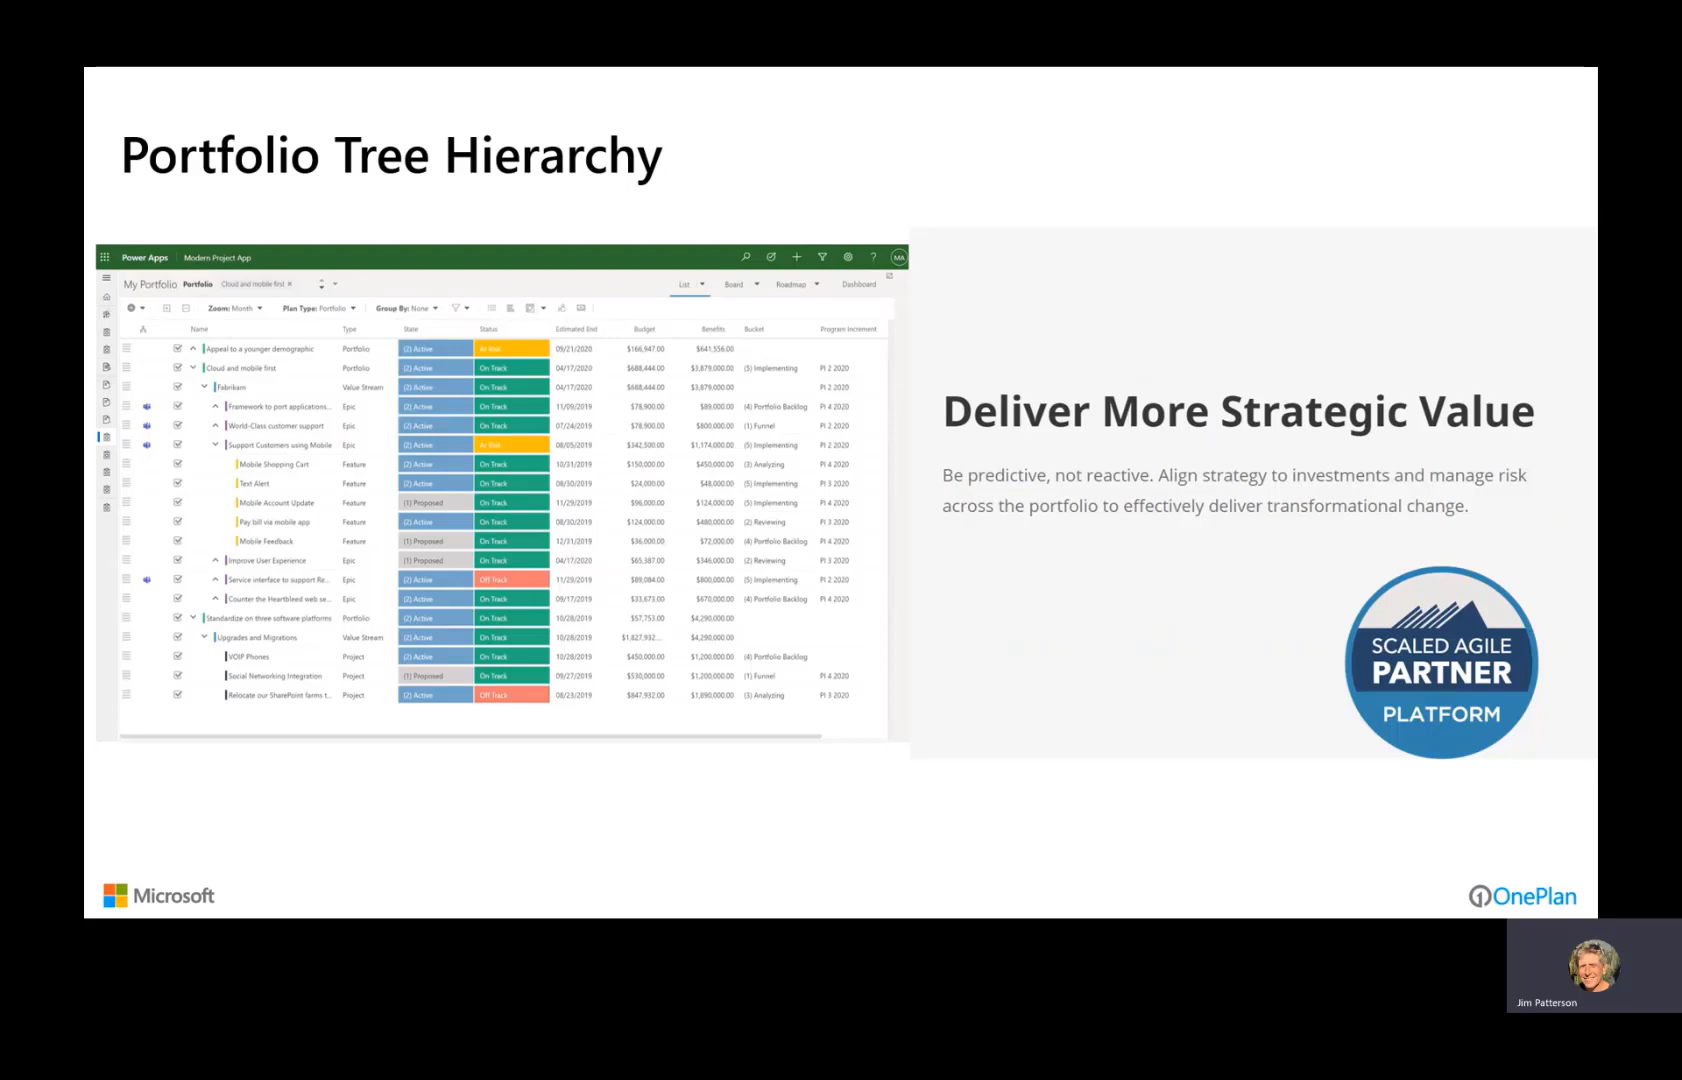 Portfolio Tree Hierarchy
Power Apps Modern Project App MA
My Portfolio Portfolio Cloud and mobile first × List Board Roadmap Dashboard
Zoom: Month Plan Type: Portfolio Group By: None
Name Type State Status Estimated End Budget Benefits Bucket Program Increment
Appeal to a younger demographic Portfolio (2) Active At Risk 09/21/2020 $166,947.00 $641,556.00
Cloud and mobile first Portfolio (2) Active On Track 04/17/2020 $688,444.00 $3,879,000.00 (5) Implementing PI 2 2020
Fabrikam Value Stream (2) Active On Track 04/17/2020 $688,444.00 $3,879,000.00 PI 2 2020
Framework to port applications... Epic (2) Active On Track 11/09/2019 $78,900.00 $89,000.00 (4) Portfolio Backlog PI 4 2020
World-Class customer support Epic (2) Active On Track 07/24/2019 $78,900.00 $800,000.00 (1) Funnel PI 2 2020
Support Customers using Mobile Epic (2) Active At Risk 08/05/2019 $342,500.00 $1,174,000.00 (5) Implementing PI 2 2020
Mobile Shopping Cart Feature (2) Active On Track 10/31/2019 $150,000.00 $450,000.00 (3) Analyzing PI 4 2020
Text Alert Feature (2) Active On Track 08/30/2019 $24,000.00 $48,000.00 (5) Implementing PI 3 2020
Mobile Account Update Feature (1) Proposed On Track 11/29/2019 $96,000.00 $124,000.00 (5) Implementing PI 4 2020
Pay bill via mobile app Feature (2) Active On Track 08/30/2019 $124,000.00 $480,000.00 (2) Reviewing PI 3 2020
Mobile Feedback Feature (1) Proposed On Track 12/31/2019 $36,000.00 $72,000.00 (4) Portfolio Backlog PI 4 2020
Improve User Experience Epic (1) Proposed On Track 04/17/2020 $65,387.00 $346,000.00 (2) Reviewing PI 3 2020
Service interface to support Re... Epic (2) Active Off Track 11/29/2019 $89,084.00 $800,000.00 (5) Implementing PI 2 2020
Counter the Heartbleed web se... Epic (2) Active On Track 09/17/2019 $33,673.00 $670,000.00 (4) Portfolio Backlog PI 4 2020
Standardize on three software platforms Portfolio (2) Active On Track 10/28/2019 $57,753.00 $4,290,000.00
Upgrades and Migrations Value Stream (2) Active On Track 10/28/2019 $1,827,932... $4,290,000.00
VOIP Phones Project (2) Active On Track 10/28/2019 $450,000.00 $1,200,000.00 (4) Portfolio Backlog
Social Networking Integration Project (1) Proposed On Track 09/27/2019 $530,000.00 $1,200,000.00 (1) Funnel PI 4 2020
Relocate our SharePoint farms t... Project (2) Active Off Track 08/23/2019 $847,932.00 $1,890,000.00 (3) Analyzing PI 3 2020
Deliver More Strategic Value
Be predictive, not reactive. Align strategy to investments and manage risk
across the portfolio to effectively deliver transformational change.
SCALED AGILE
PARTNER
PLATFORM
Microsoft
OnePlan
Jim Patterson